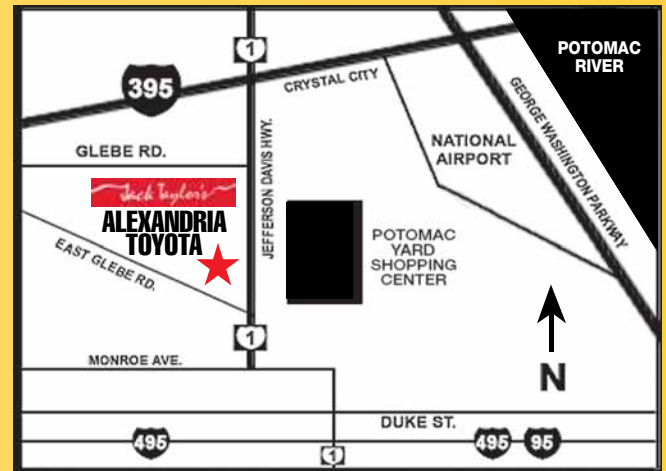 1
POTOMAC
RIVER
395
CRYSTAL CITY
GEORGE WASHINGTON PARKWAY
GLEBE RD.
NATIONAL
AIRPORT
Jack Taylor's
ALEXANDRIA
TOYOTA
EAST GLEBE RD.
JEFFERSON DAVIS HWY.
POTOMAC
YARD
SHOPPING
CENTER
1
MONROE AVE.
N
DUKE ST.
495
1
495
95